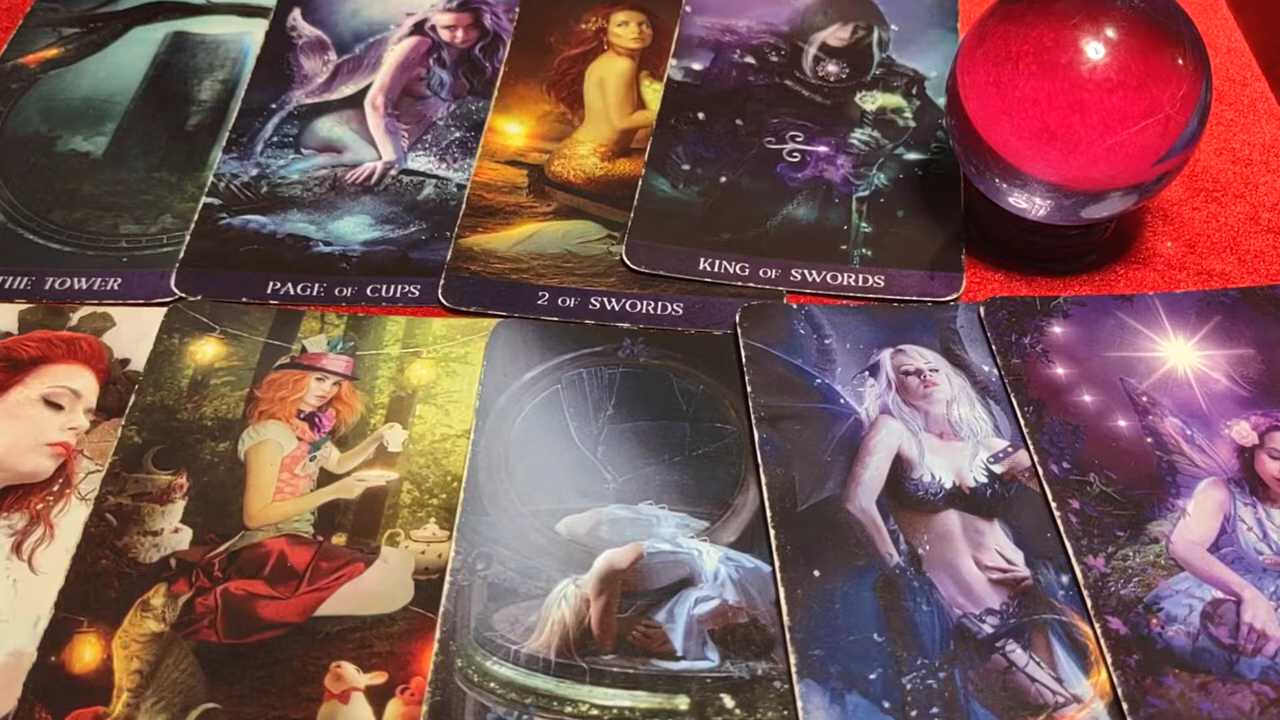 THE TOWER
PAGE OF CUPS
2 OF SWORDS
KING OF SWORDS